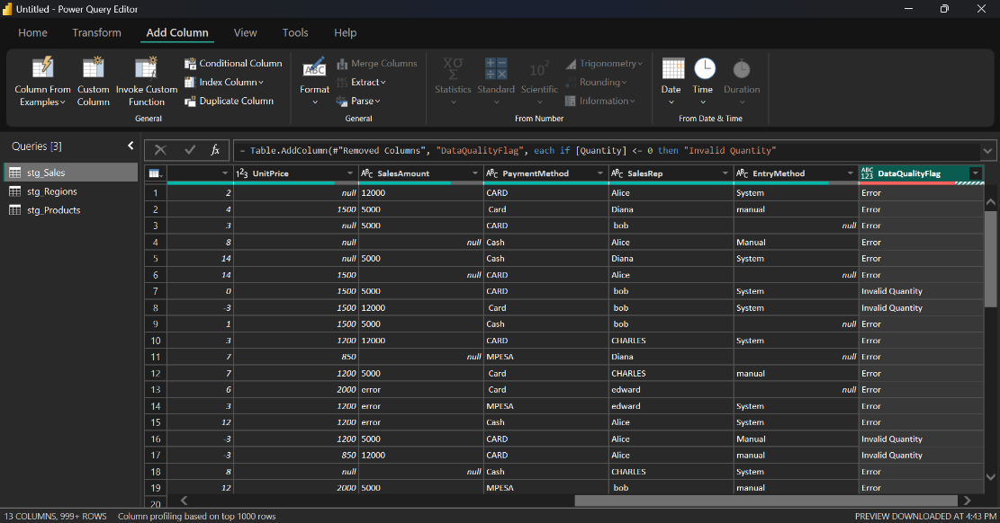 Untitled - Power Query Editor
Home Transform Add Column View Tools Help
Column From Examples
Custom Column
Invoke Custom Function
Conditional Column
Index Column
Duplicate Column
General
ABC
Format
Merge Columns
Extract
Parse
General
Statistics
Standard
Scientific
Trigonometry
Rounding
Information
From Number
Date
Time
Duration
From Date & Time
Queries [3]
stg_Sales
stg_Regions
stg_Products
fx = Table.AddColumn(#"Removed Columns", "DataQualityFlag", each if [Quantity] <= 0 then "Invalid Quantity"
123 UnitPrice ABC SalesAmount ABC PaymentMethod ABC SalesRep ABC EntryMethod ABC 123 DataQualityFlag
1 2 null 12000 CARD Alice System Error
2 4 1500 5000 Card Diana manual Error
3 3 null 5000 CARD bob null Error
4 8 null null Cash Alice Manual Error
5 14 null 5000 Cash Diana System Error
6 14 1500 null CARD Alice null Error
7 0 1500 5000 CARD bob System Invalid Quantity
8 -3 1500 12000 Card bob System Invalid Quantity
9 1 1500 5000 Cash bob null Error
10 3 1200 12000 CARD CHARLES System Error
11 7 850 null MPESA Diana null Error
12 7 1200 5000 Card CHARLES manual Error
13 6 2000 error Card edward null Error
14 3 1200 error MPESA edward System Error
15 12 1200 error Cash Alice System Error
16 -3 1200 5000 CARD Alice Manual Invalid Quantity
17 -3 850 12000 CARD Alice manual Invalid Quantity
18 8 null null Cash CHARLES System Error
19 12 2000 5000 MPESA bob manual Error
20
13 COLUMNS, 999+ ROWS Column profiling based on top 1000 rows PREVIEW DOWNLOADED AT 4:43 PM